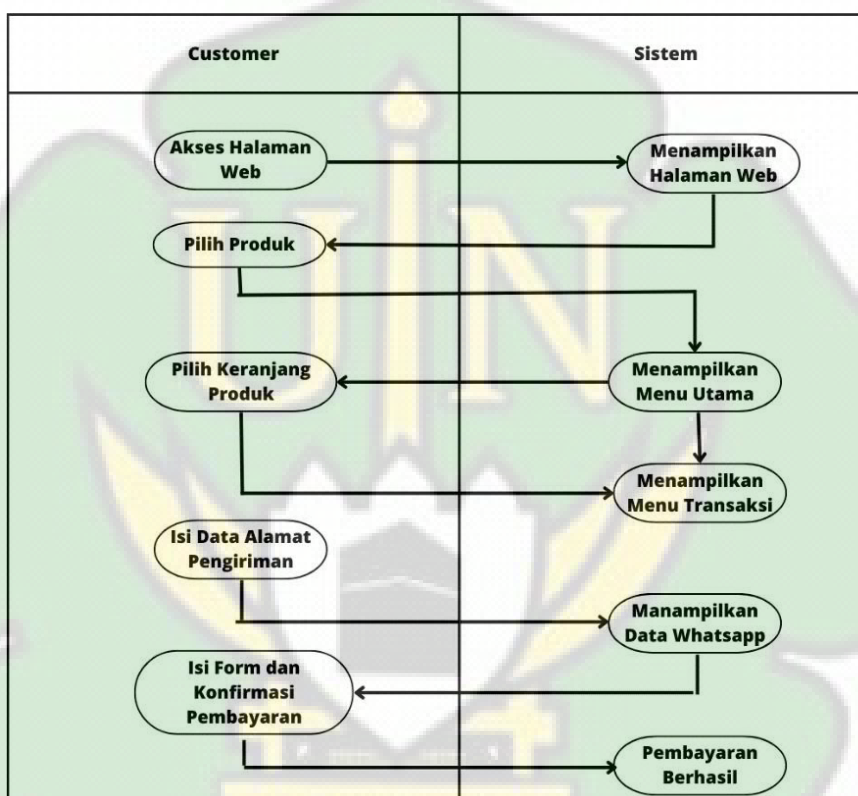 Customer
Sistem
Akses Halaman
Web
Menampilkan
Halaman Web
Pilih Produk
Pilih Keranjang
Produk
Menampilkan
Menu Utama
Menampilkan
Menu Transaksi
Isi Data Alamat
Pengiriman
Manampilkan
Data Whatsapp
Isi Form dan
Konfirmasi
Pembayaran
Pembayaran
Berhasil
UIN